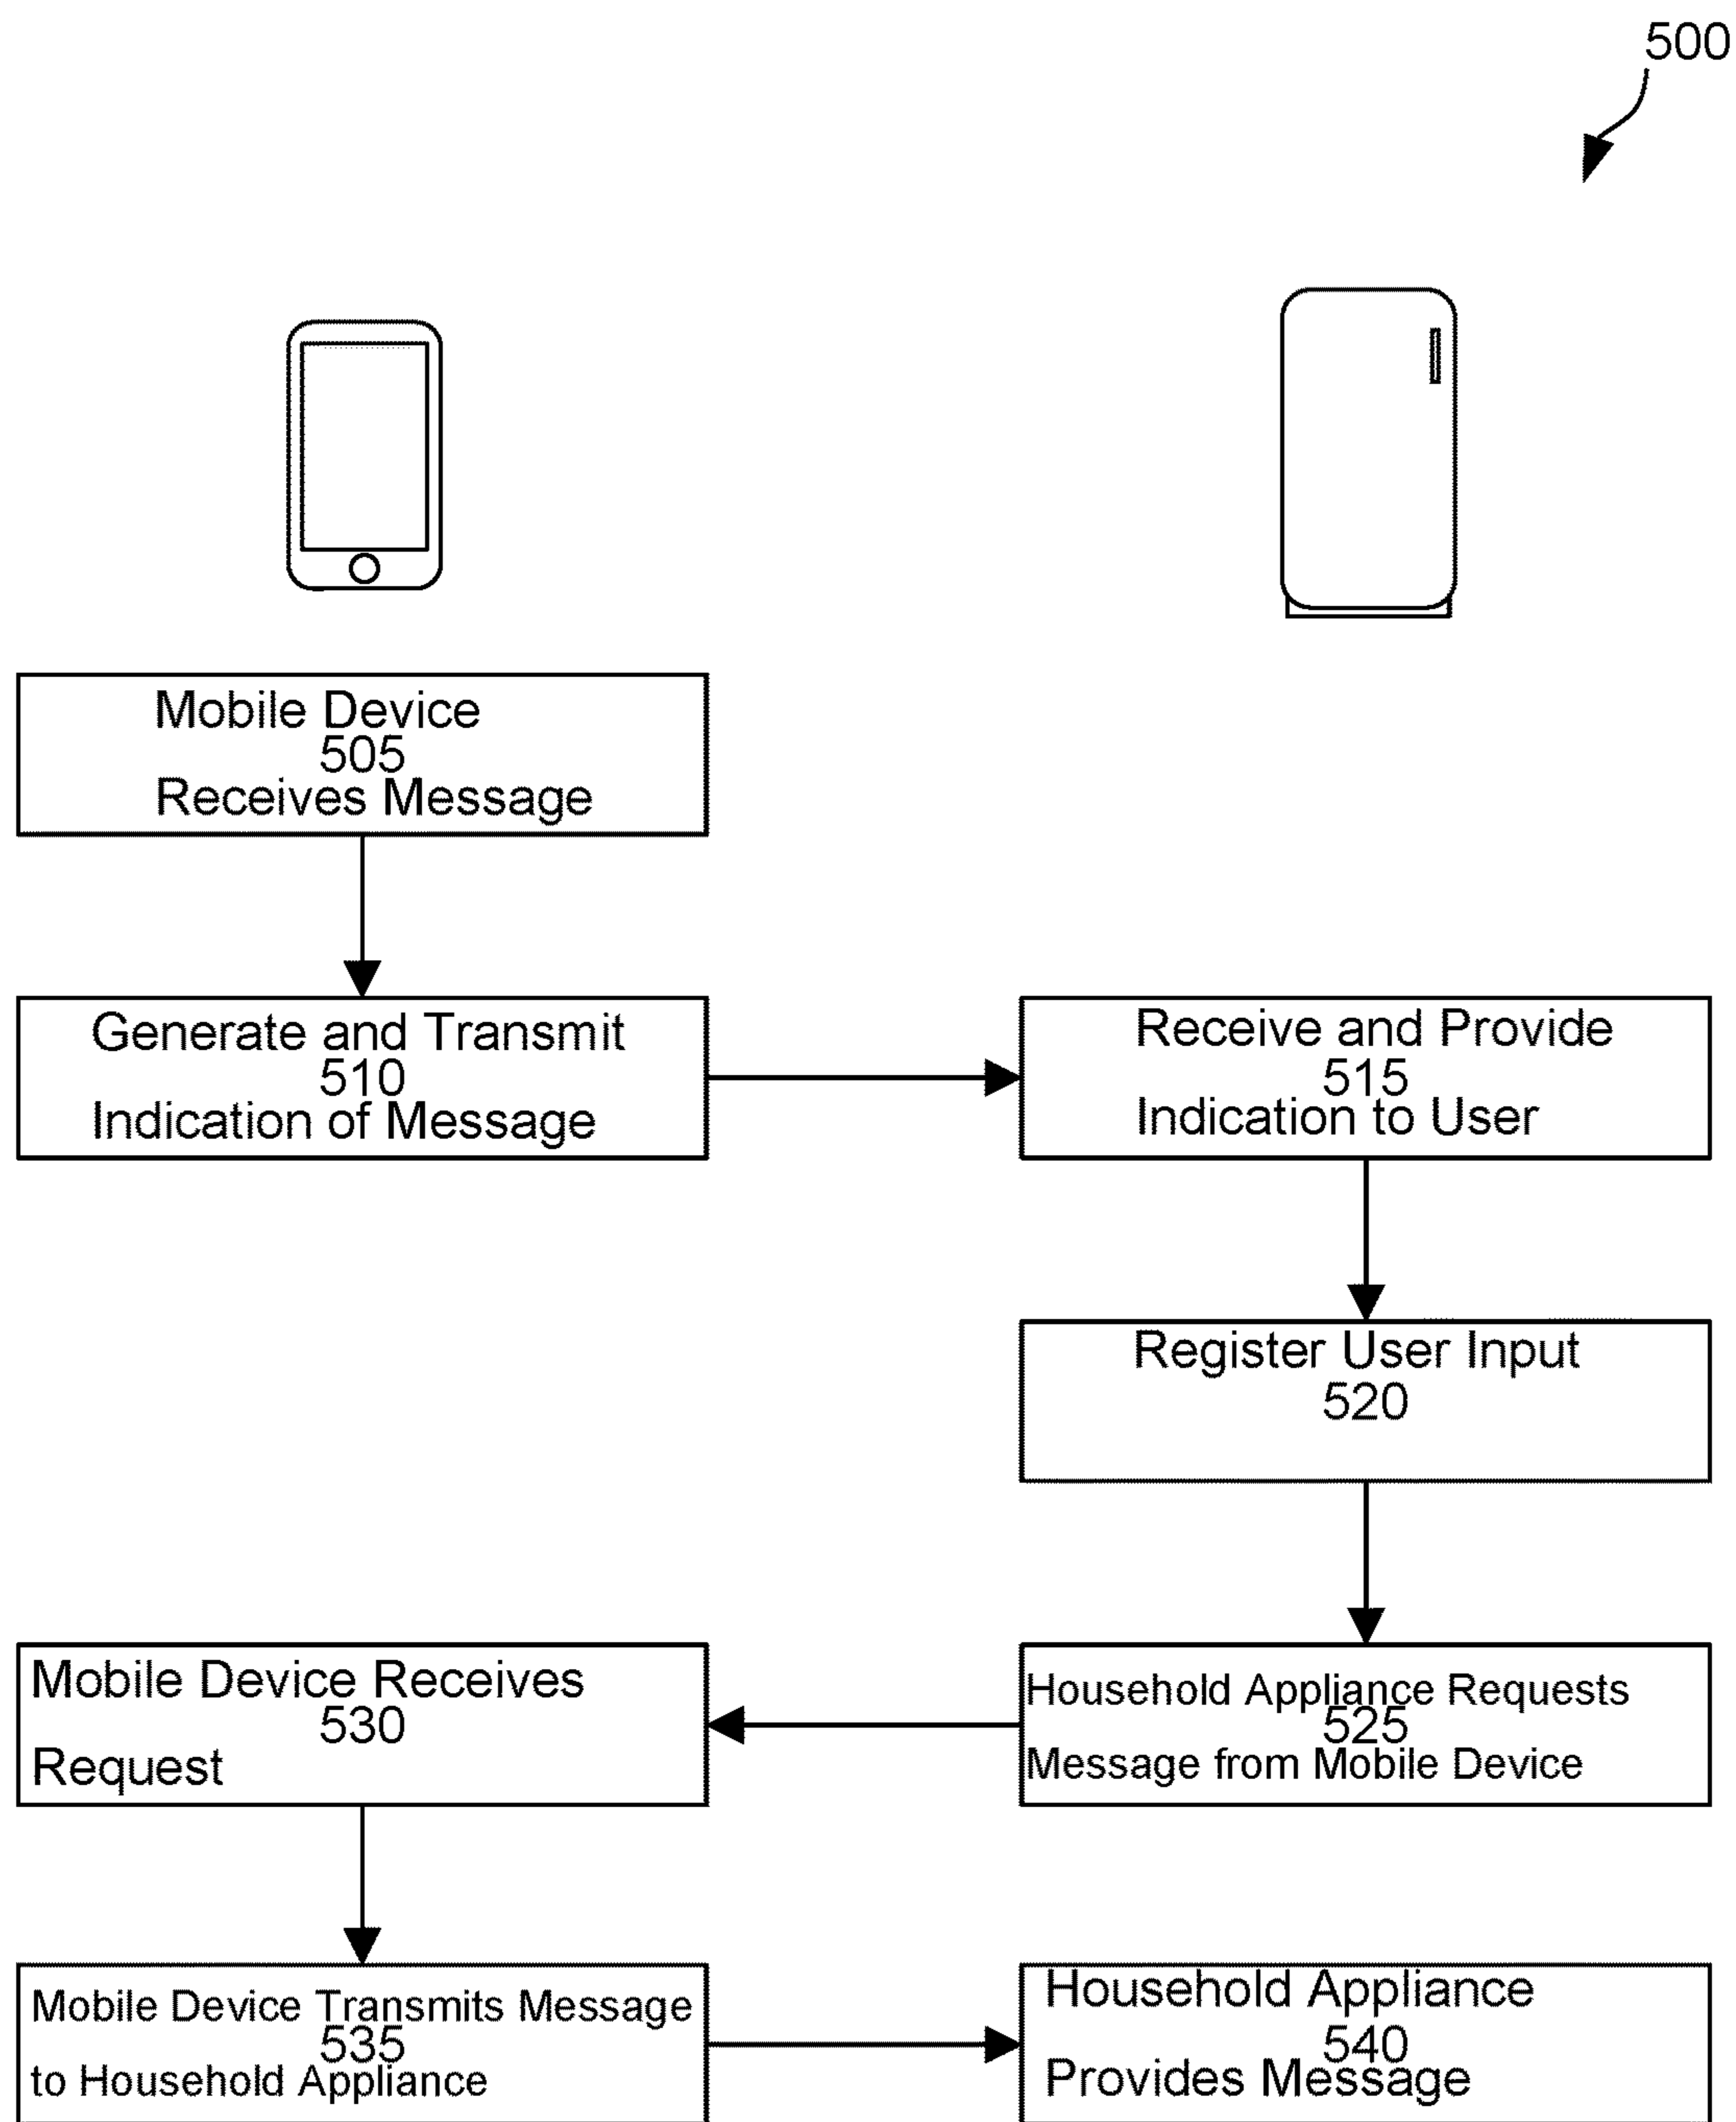 500
Mobile Device
505
Receives Message
Generate and Transmit
510
Indication of Message
Receive and Provide
515
Indication to User
Register User Input
520
Mobile Device Receives
530
Request
Household Appliance Requests
525
Message from Mobile Device
Mobile Device Transmits Message
535
to Household Appliance
Household Appliance
540
Provides Message